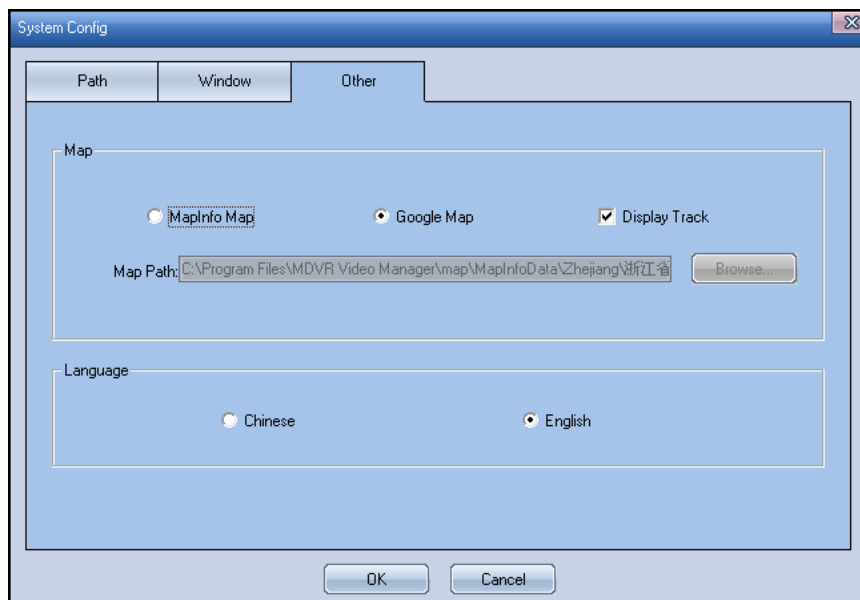 System Config
Path Window Other
Map
MapInfo Map Google Map Display Track
Map Path: C:\Program Files\MDVR Video Manager\map\MapInfoData\Zhejiang\浙江省 Browse...
Language
Chinese English
OK Cancel